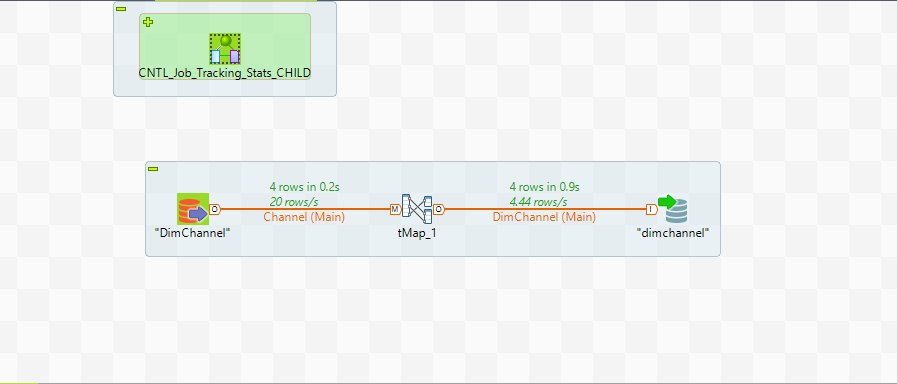 CNTL_Job_Tracking_Stats_CHILD
4 rows in 0.2s
20 rows/s
Channel (Main)
4 rows in 0.9s
4.44 rows/s
DimChannel (Main)
O
M
O
I
"DimChannel"
tMap_1
"dimchannel"